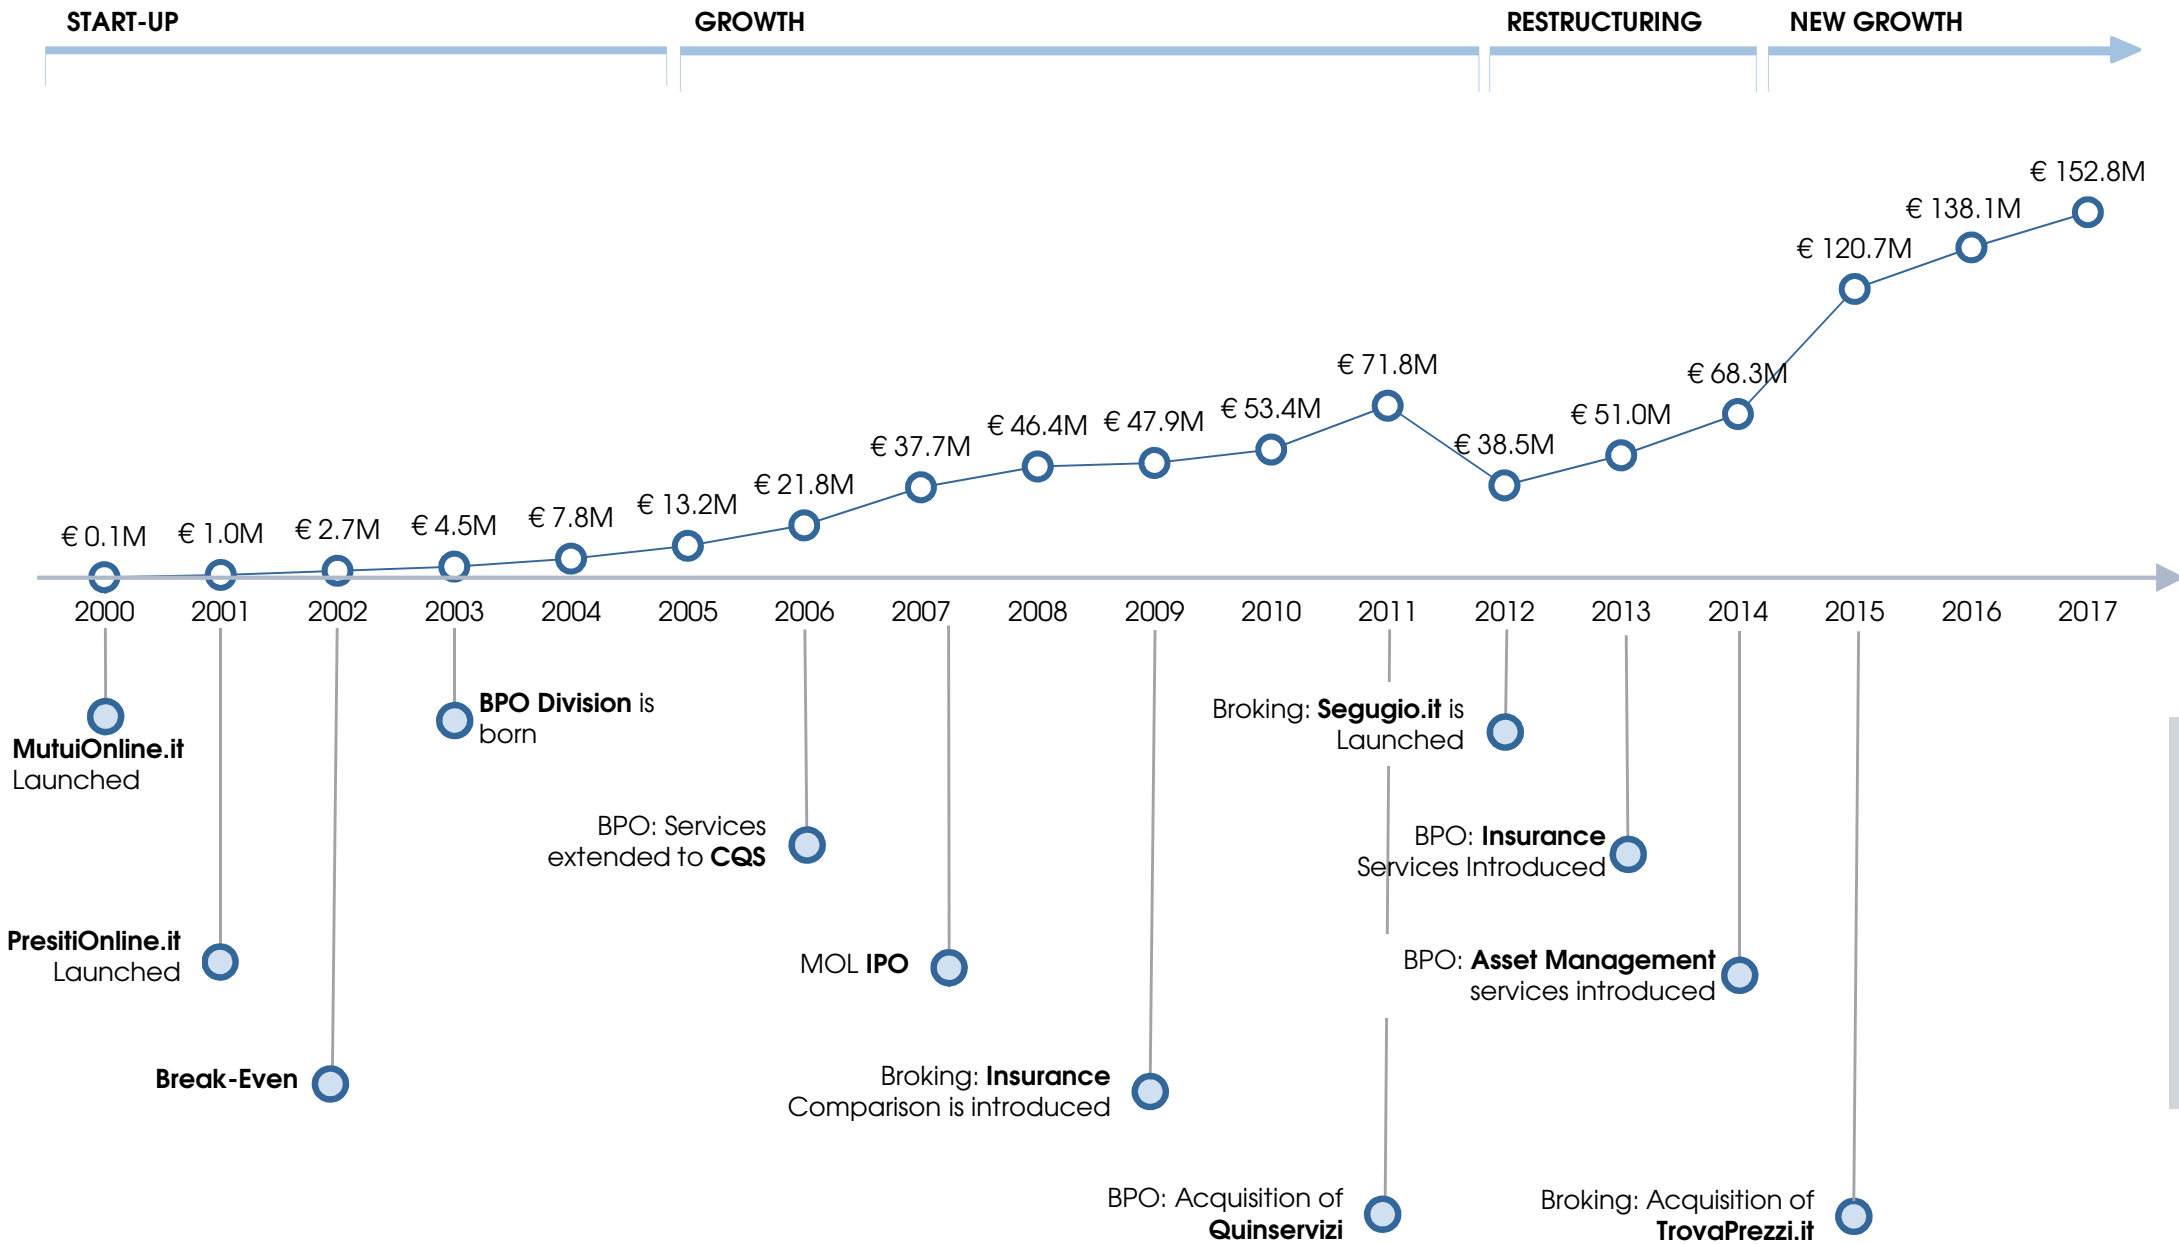 START-UP
GROWTH
RESTRUCTURING
NEW GROWTH
€ 0.1M
€ 1.0M
€ 2.7M
€ 4.5M
€ 7.8M
€ 13.2M
€ 21.8M
€ 37.7M
€ 46.4M
€ 47.9M
€ 53.4M
€ 71.8M
€ 38.5M
€ 51.0M
€ 68.3M
€ 120.7M
€ 138.1M
€ 152.8M
2000
2001
2002
2003
2004
2005
2006
2007
2008
2009
2010
2011
2012
2013
2014
2015
2016
2017
MutuiOnline.it
Launched
PresitiOnline.it
Launched
Break-Even
BPO Division is
born
BPO: Services
extended to CQS
MOL IPO
Broking: Insurance
Comparison is introduced
BPO: Acquisition of
Quinservizi
Broking: Segugio.it is
Launched
BPO: Insurance
Services Introduced
BPO: Asset Management
services introduced
Broking: Acquisition of
TrovaPrezzi.it